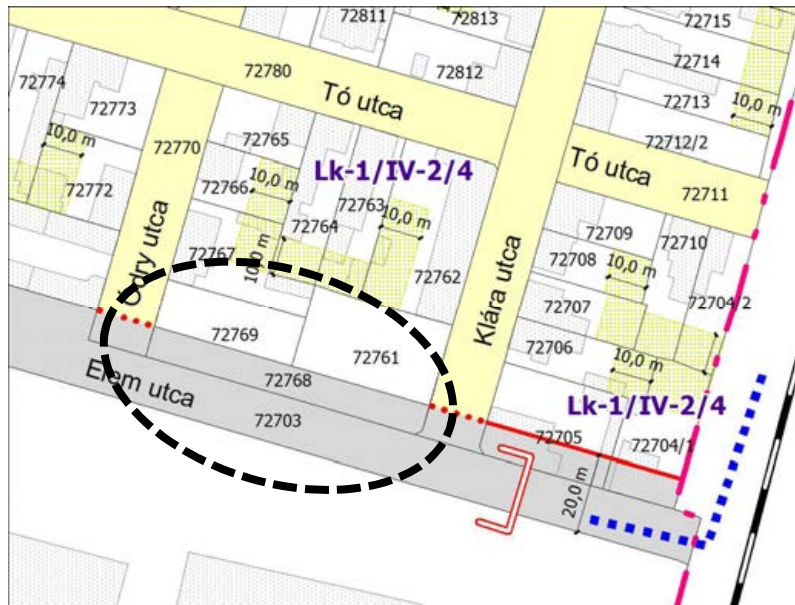 72811
72813
72715
72714
72774
72773
72780
72812
72713
10,0 m
10,0 m
72770
72765
Tó utca
72712/2
72772
72766
10,0 m
Lk-1/IV-2/4
Tó utca
72711
72764
72763
10,0 m
72709
72710
Ódry utca
72767
10,0 m
72762
Klára utca
72708
10,0 m
72704/2
72707
72769
72761
72706
10,0 m
72768
Elem utca
72703
Lk-1/IV-2/4
72705
72704/1
20,0 m